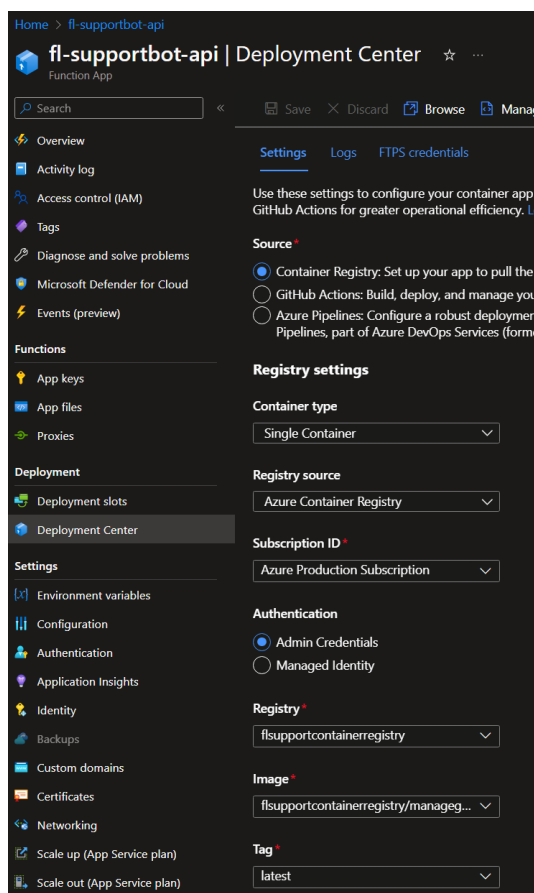 Home > fl-supportbot-api
fl-supportbot-api | Deployment Center
Function App
Search
Overview
Activity log
Access control (IAM)
Tags
Diagnose and solve problems
Microsoft Defender for Cloud
Events (preview)
Functions
App keys
App files
Proxies
Deployment
Deployment slots
Deployment Center
Settings
Environment variables
Configuration
Authentication
Application Insights
Identity
Backups
Custom domains
Certificates
Networking
Scale up (App Service plan)
Scale out (App Service plan)
Save Discard Browse Manag
Settings Logs FTPS credentials
Use these settings to configure your container app
GitHub Actions for greater operational efficiency. L
Source *
Container Registry: Set up your app to pull the
GitHub Actions: Build, deploy, and manage you
Azure Pipelines: Configure a robust deploymen
Pipelines, part of Azure DevOps Services (form
Registry settings
Container type
Single Container
Registry source
Azure Container Registry
Subscription ID *
Azure Production Subscription
Authentication
Admin Credentials
Managed Identity
Registry *
flsupportcontainerregistry
Image *
flsupportcontainerregistry/manageg...
Tag *
latest